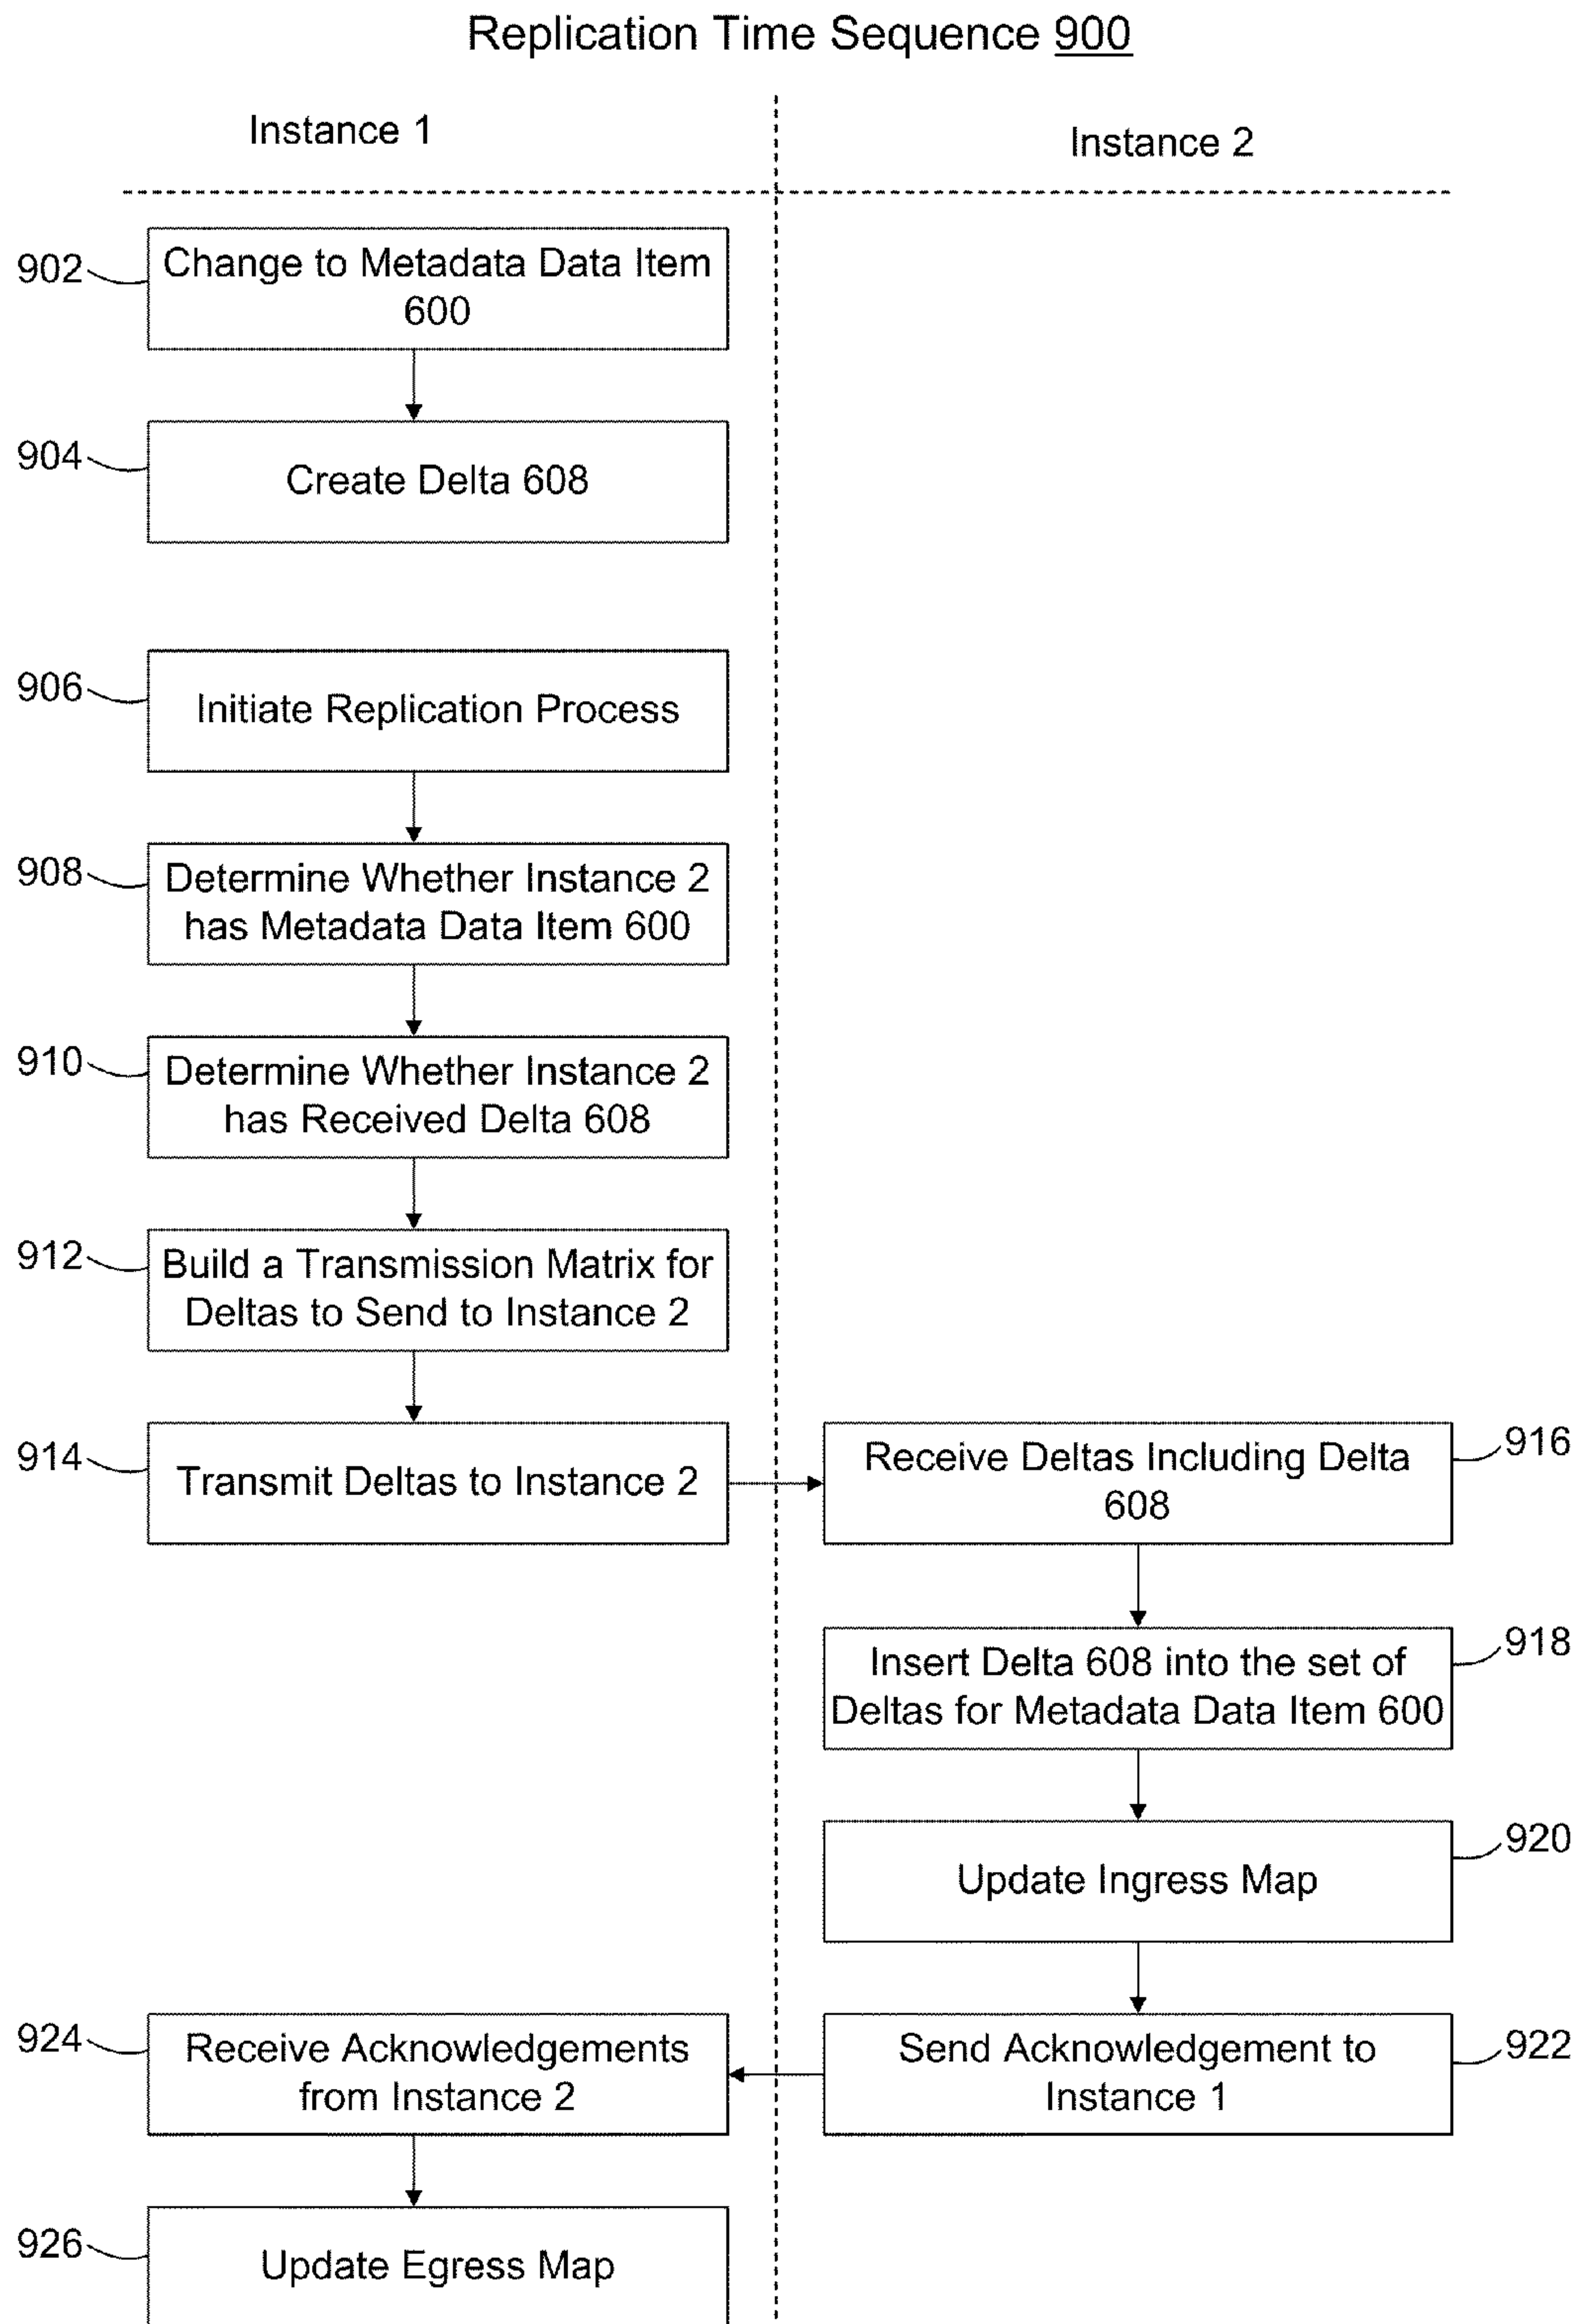 Replication Time Sequence 900
Instance 1
Instance 2
902
Change to Metadata Data Item
600
904
Create Delta 608
906
Initiate Replication Process
908
Determine Whether Instance 2
has Metadata Data Item 600
910
Determine Whether Instance 2
has Received Delta 608
912
Build a Transmission Matrix for
Deltas to Send to Instance 2
914
Transmit Deltas to Instance 2
Receive Deltas Including Delta
608
916
Insert Delta 608 into the set of
Deltas for Metadata Data Item 600
918
Update Ingress Map
920
Send Acknowledgement to
Instance 1
922
924
Receive Acknowledgements
from Instance 2
926
Update Egress Map